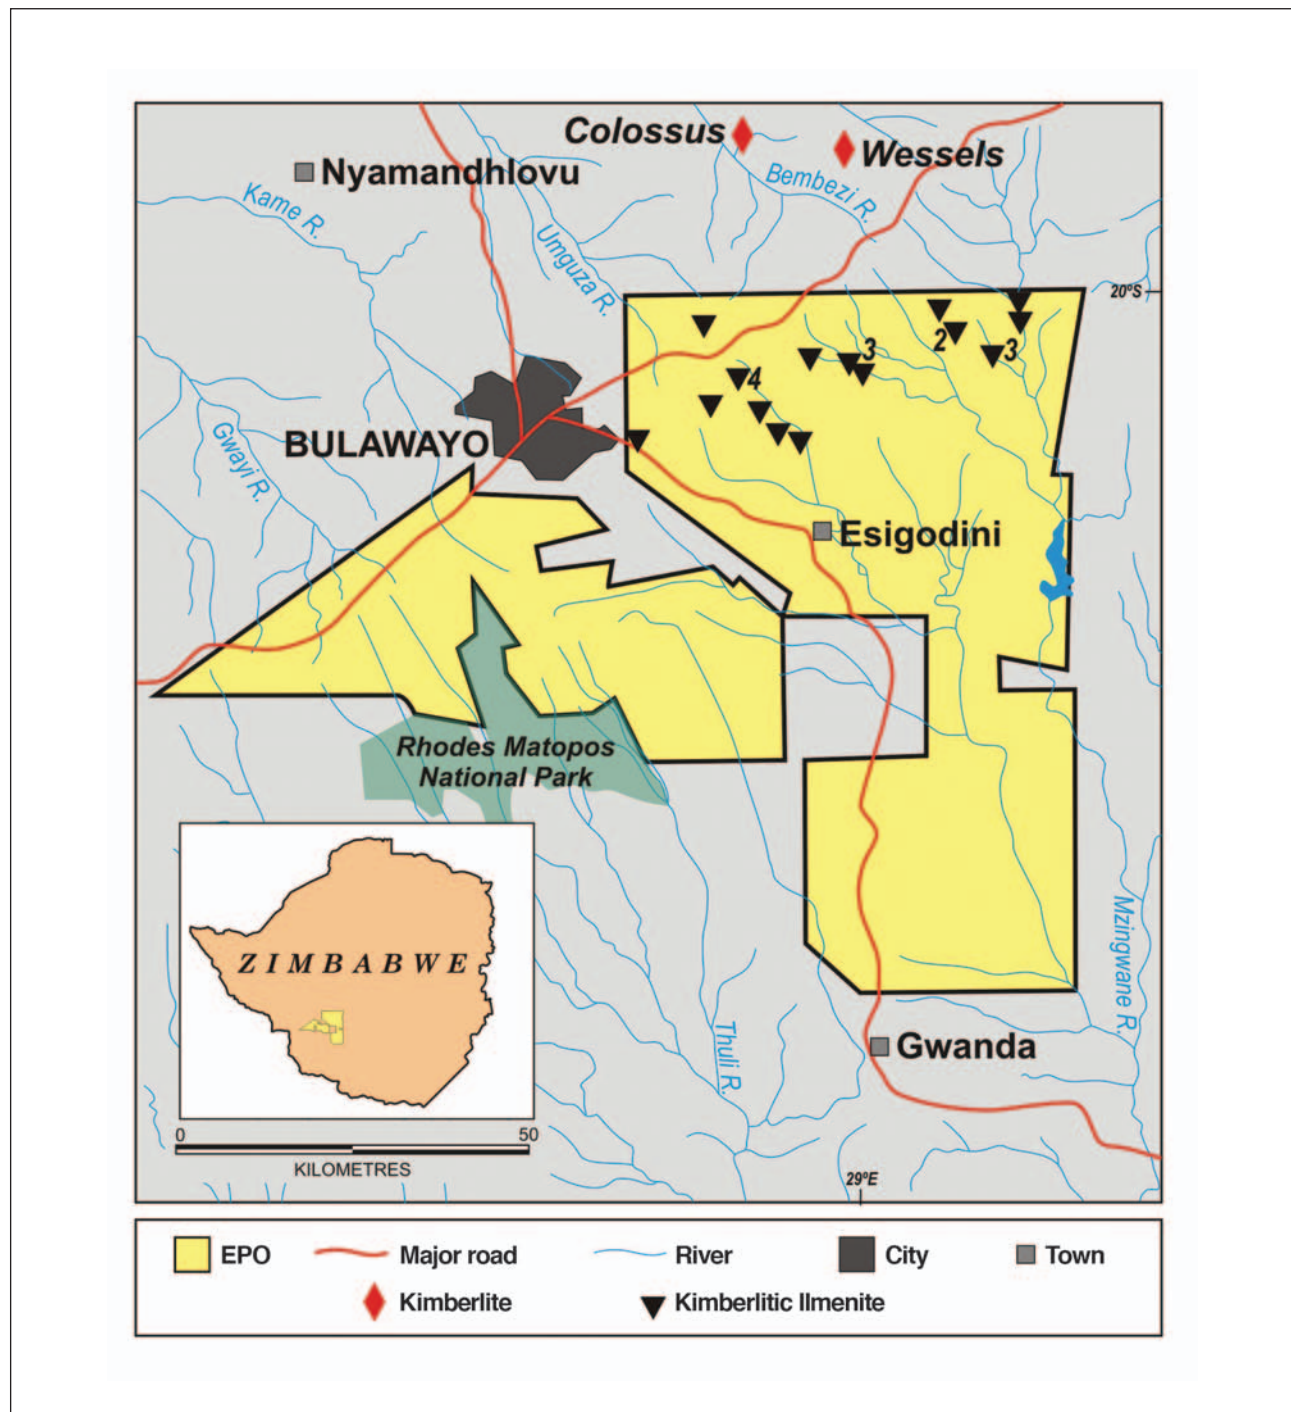 Colossus
Wessels
Nyamandhlovu
Kame R.
Bembezi R.
Umguza R.
20°S
2
3
3
4
BULAWAYO
Gwayi R.
Esigodini
Rhodes Matopos
National Park
ZIMBABWE
Mzingwane R.
Thuli R.
Gwanda
0 50
KILOMETRES
29°E
EPO
Major road
River
City
Town
Kimberlite
Kimberlitic Ilmenite